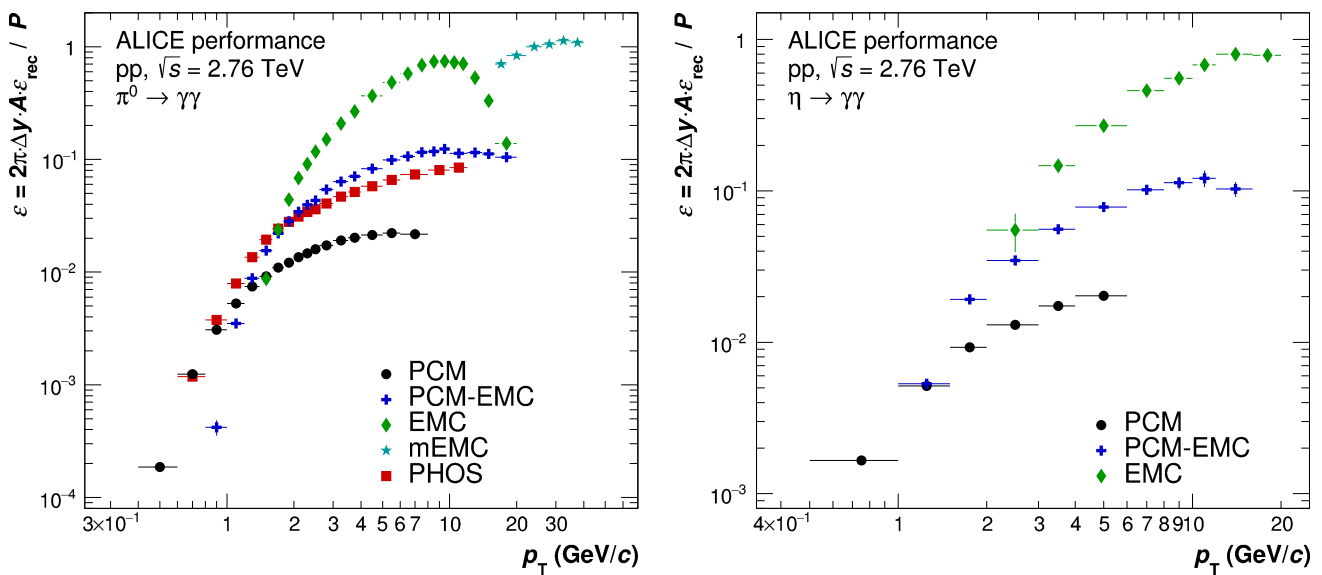 ε = 2π·Δy·A·ε_rec / P
ALICE performance
pp, √s = 2.76 TeV
π⁰ → γγ
1
10⁻¹
10⁻²
10⁻³
10⁻⁴
PCM
PCM-EMC
EMC
mEMC
PHOS
3×10⁻¹ 1 2 3 4 5 6 7 10 20 30
p_T (GeV/c)
ε = 2π·Δy·A·ε_rec / P
ALICE performance
pp, √s = 2.76 TeV
η → γγ
1
10⁻¹
10⁻²
10⁻³
PCM
PCM-EMC
EMC
4×10⁻¹ 1 2 3 4 5 6 7 8 9 10 20
p_T (GeV/c)